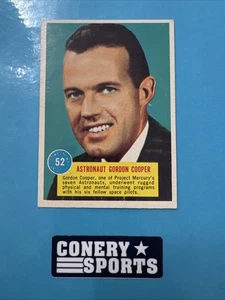 52
ASTRONAUT GORDON COOPER
Gordon Cooper, one of Project Mercury's
seven Astronauts, underwent rugged
physical and mental training programs
with his six fellow space pilots.
CONERY★
SPORTS